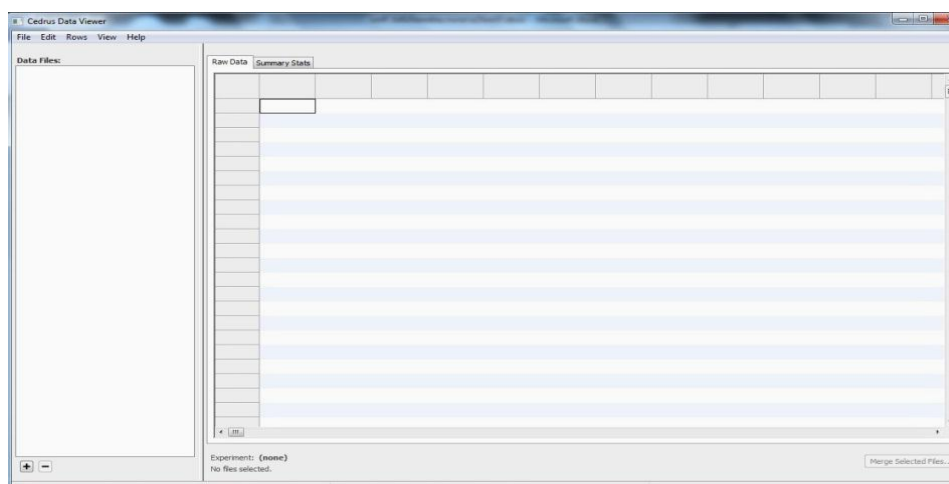 Cedrus Data Viewer
File Edit Rows View Help
Data Files:
Raw Data Summary Stats
Experiment: (none)
No files selected.
Merge Selected Files...